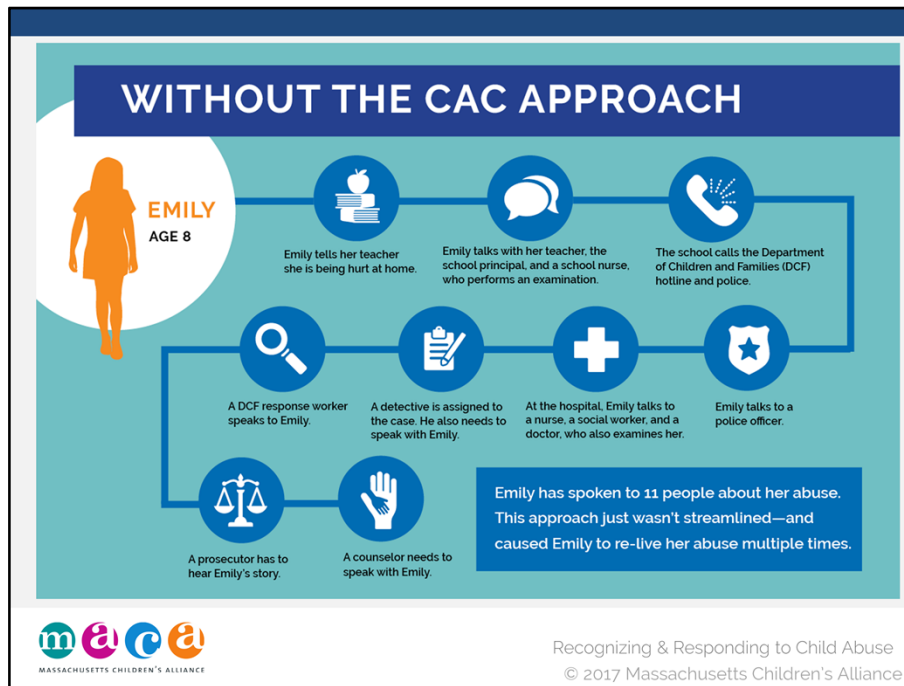 WITHOUT THE CAC APPROACH
EMILY
AGE 8
Emily tells her teacher
she is being hurt at home.
Emily talks with her teacher, the
school principal, and a school nurse,
who performs an examination.
The school calls the Department
of Children and Families (DCF)
hotline and police.
Emily talks to a
police officer.
At the hospital, Emily talks to
a nurse, a social worker, and a
doctor, who also examines her.
A detective is assigned to
the case. He also needs to
speak with Emily.
A DCF response worker
speaks to Emily.
A prosecutor has to
hear Emily's story.
A counselor needs to
speak with Emily.
Emily has spoken to 11 people about her abuse.
This approach just wasn't streamlined—and
caused Emily to re-live her abuse multiple times.
maca
MASSACHUSETTS CHILDREN'S ALLIANCE
Recognizing & Responding to Child Abuse
© 2017 Massachusetts Children's Alliance